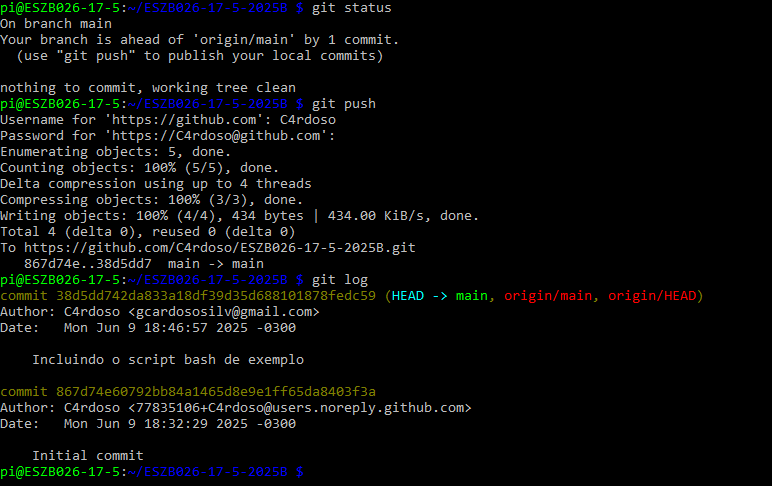 pi@ESZB026-17-5:~/ESZB026-17-5-2025B $ git status
On branch main
Your branch is ahead of 'origin/main' by 1 commit.
  (use "git push" to publish your local commits)

nothing to commit, working tree clean
pi@ESZB026-17-5:~/ESZB026-17-5-2025B $ git push
Username for 'https://github.com': C4rdoso
Password for 'https://C4rdoso@github.com':
Enumerating objects: 5, done.
Counting objects: 100% (5/5), done.
Delta compression using up to 4 threads
Compressing objects: 100% (3/3), done.
Writing objects: 100% (4/4), 434 bytes | 434.00 KiB/s, done.
Total 4 (delta 0), reused 0 (delta 0)
To https://github.com/C4rdoso/ESZB026-17-5-2025B.git
   867d74e..38d5dd7  main -> main
pi@ESZB026-17-5:~/ESZB026-17-5-2025B $ git log
commit 38d5dd742da833a18df39d35d688101878fedc59 (HEAD -> main, origin/main, origin/HEAD)
Author: C4rdoso <gcardososilv@gmail.com>
Date:   Mon Jun 9 18:46:57 2025 -0300

    Incluindo o script bash de exemplo

commit 867d74e60792bb84a1465d8e9e1ff65da8403f3a
Author: C4rdoso <77835106+C4rdoso@users.noreply.github.com>
Date:   Mon Jun 9 18:32:29 2025 -0300

    Initial commit
pi@ESZB026-17-5:~/ESZB026-17-5-2025B $